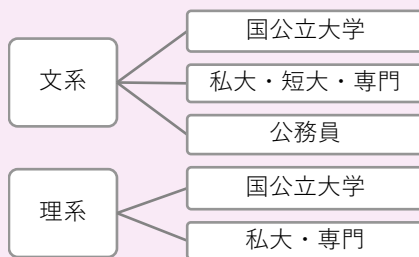 文系
国公立大学
私大・短大・専門
公務員
理系
国公立大学
私大・専門